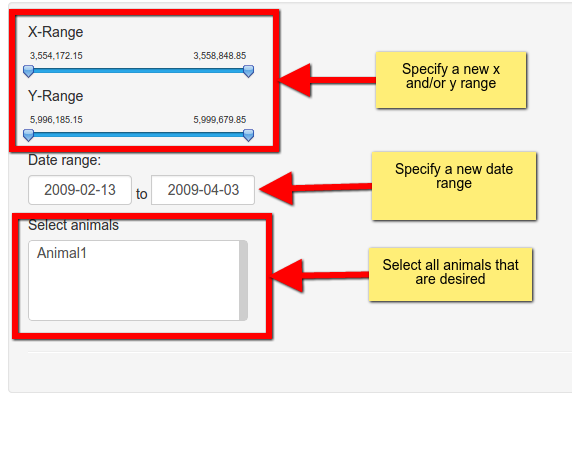 X-Range
3,554,172.15 3,558,848.85
Y-Range
5,996,185.15 5,999,679.85
Specify a new x
and/or y range
Date range:
2009-02-13 to 2009-04-03
Specify a new date
range
Select animals
Animal1
Select all animals that
are desired